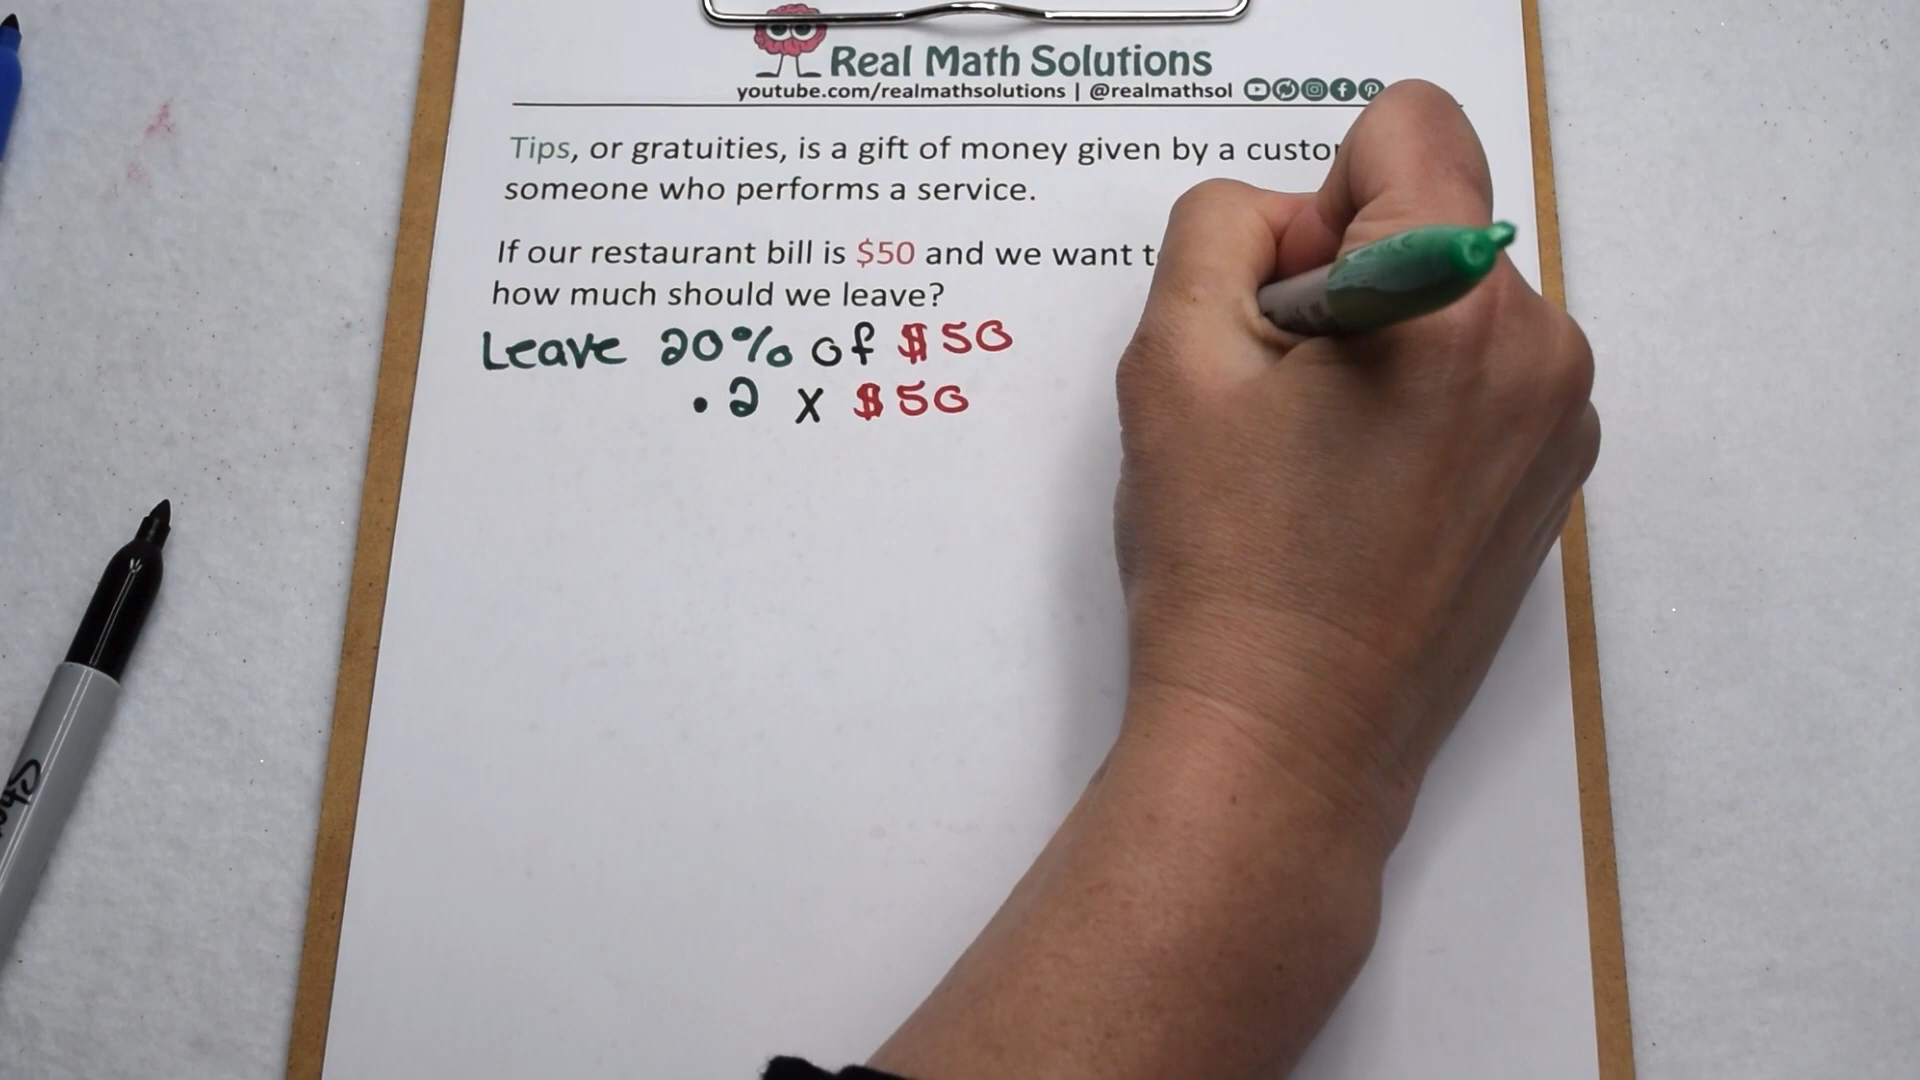 Real Math Solutions
youtube.com/realmathsolutions | @realmathsol
Tips, or gratuities, is a gift of money given by a
someone who performs a service.
If our restaurant bill is $50 and we want
how much should we leave?
Leave 20% of $50
.2 x $50